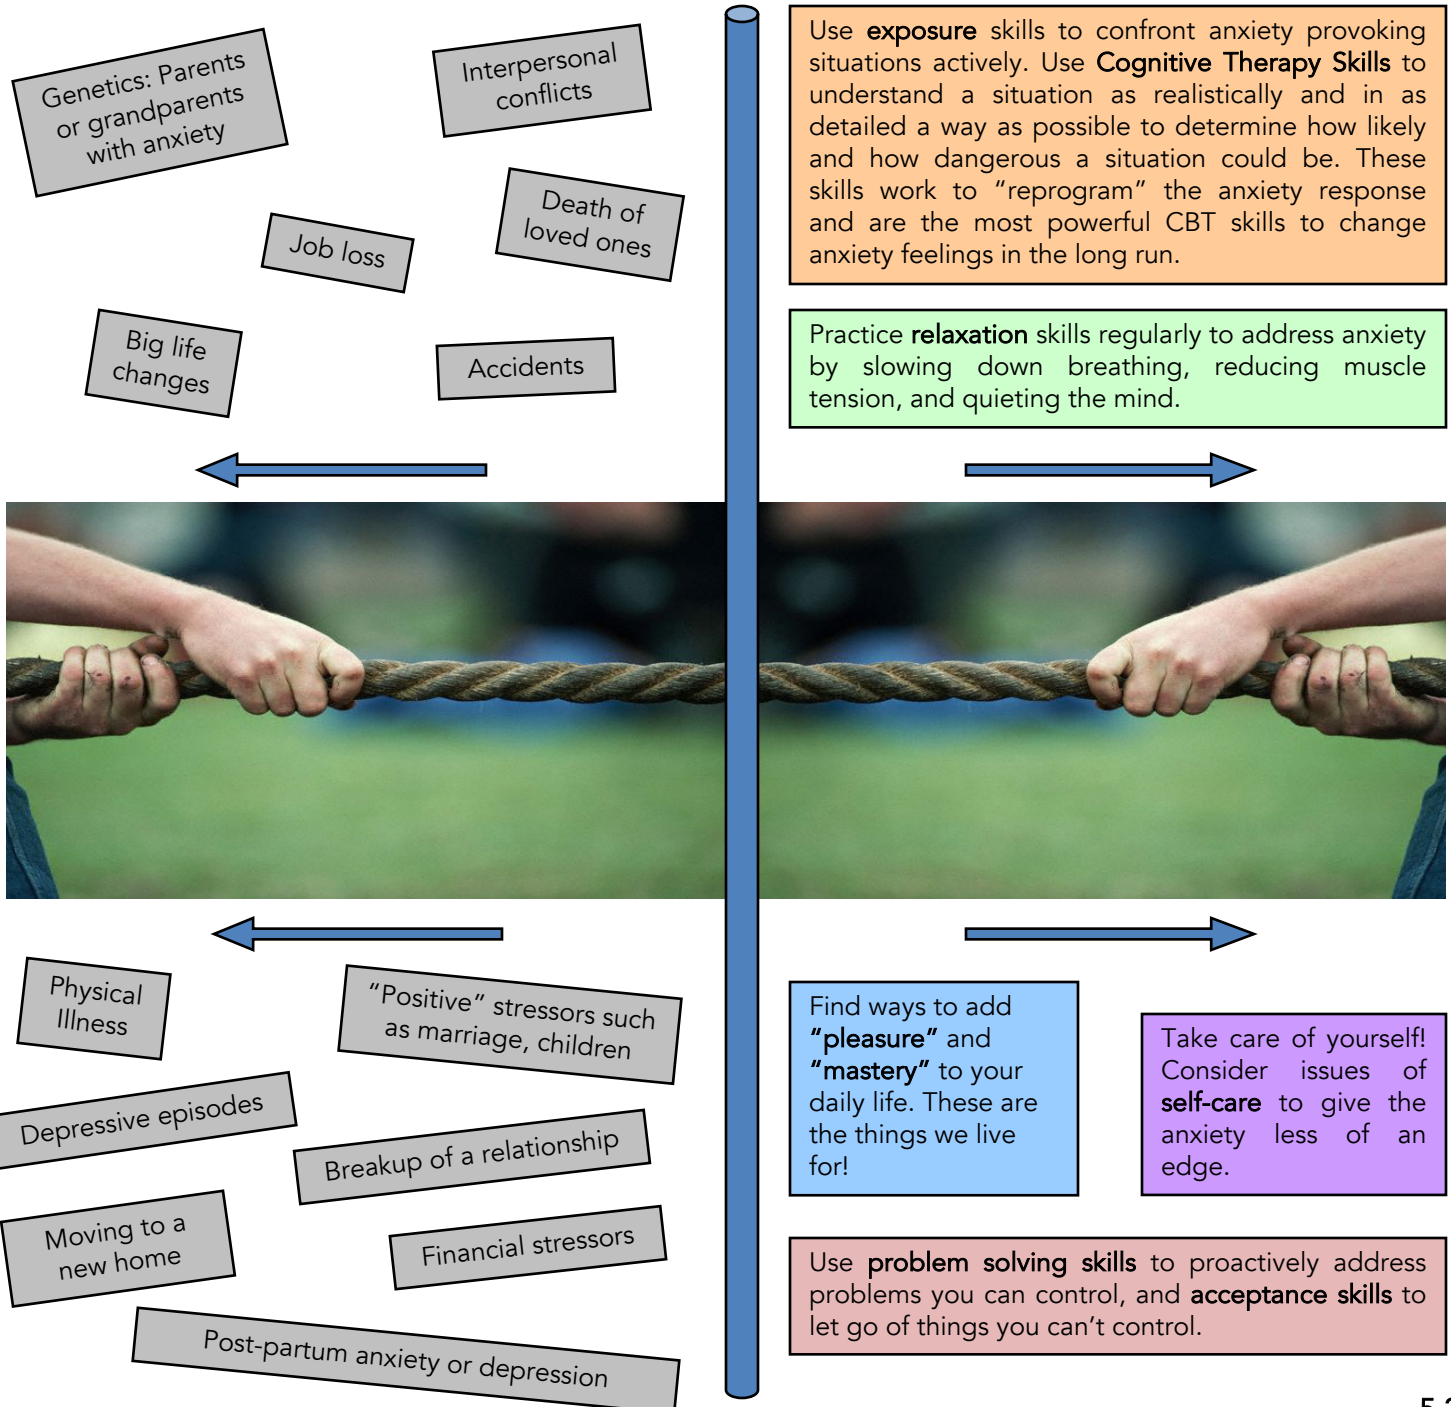 Genetics: Parents
or grandparents
with anxiety
Interpersonal
conflicts
Death of
loved ones
Job loss
Big life
changes
Accidents
Use exposure skills to confront anxiety provoking
situations actively. Use Cognitive Therapy Skills to
understand a situation as realistically and in as
detailed a way as possible to determine how likely
and how dangerous a situation could be. These
skills work to “reprogram” the anxiety response
and are the most powerful CBT skills to change
anxiety feelings in the long run.
Practice relaxation skills regularly to address anxiety
by slowing down breathing, reducing muscle
tension, and quieting the mind.
Physical
Illness
“Positive” stressors such
as marriage, children
Depressive episodes
Breakup of a relationship
Moving to a
new home
Financial stressors
Post-partum anxiety or depression
Find ways to add
“pleasure” and
“mastery” to your
daily life. These are
the things we live
for!
Take care of yourself!
Consider issues of
self-care to give the
anxiety less of an
edge.
Use problem solving skills to proactively address
problems you can control, and acceptance skills to
let go of things you can’t control.